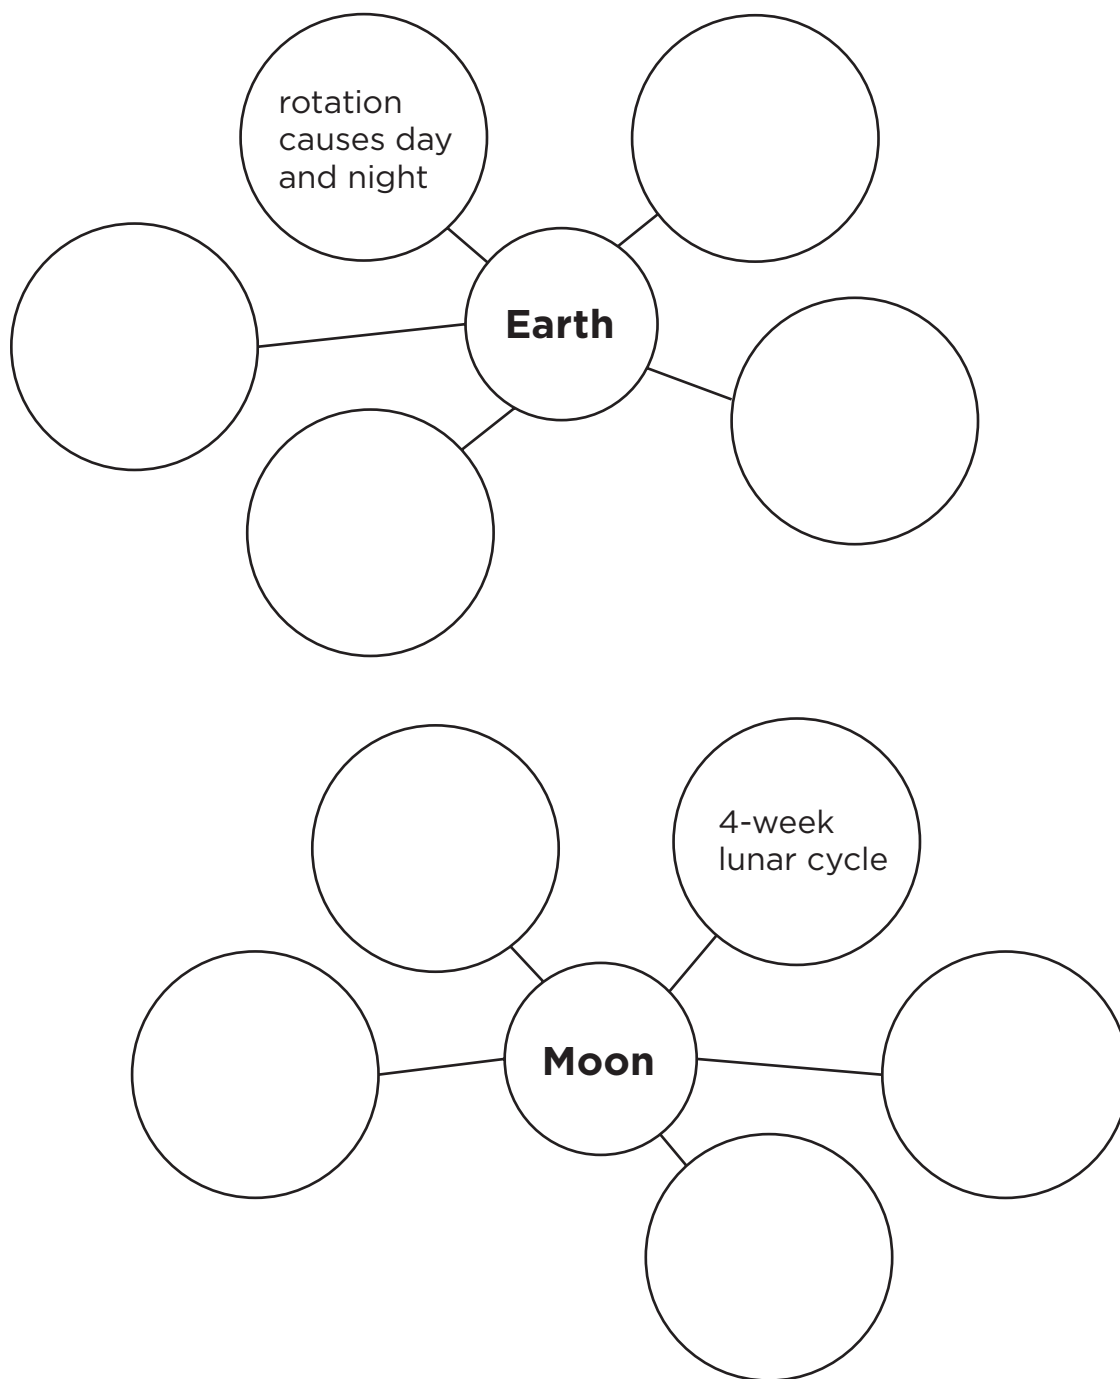 rotation
causes day
and night
Earth
4-week
lunar cycle
Moon